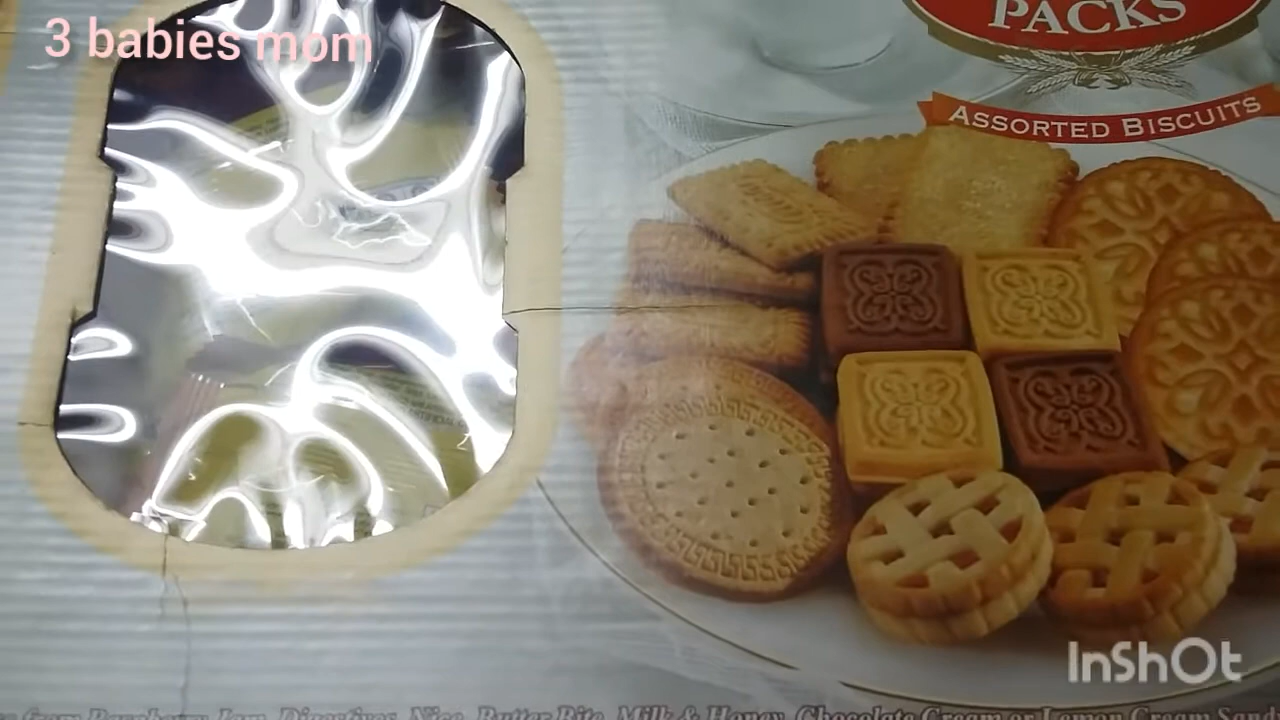 3 babies mom
PACKS
ASSORTED BISCUITS
from Raspberry Jam, Digestives, Nice, Butter Bite, Milk & Honey, Chocolate Cream or Lemon Cream Sand
InShOt